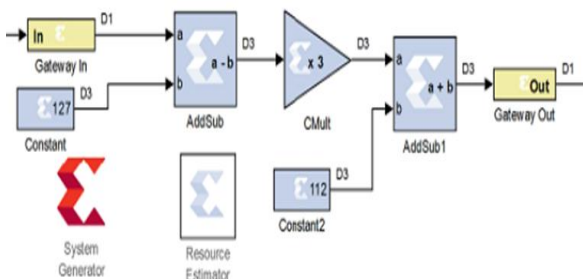 D1
In
Gateway In
D3
127
Constant
a
b
a - b
AddSub
D3
x 3
CMult
D3
a
b
a + b
AddSub1
D3
112
Constant2
D3
Out
Gateway Out
D1
System
Generator
Resource
Estimator